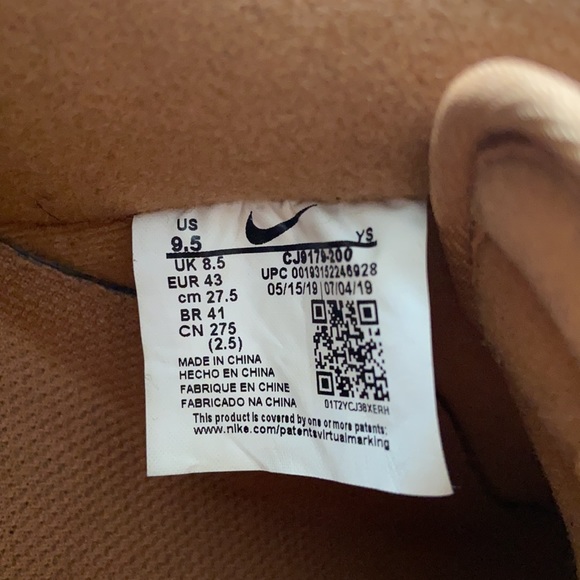 US
9.5 YS
UK 8.5 CJ9179-200
EUR 43 UPC 00193152246928
cm 27.5 05/15/19 07/04/19
BR 41
CN 275
(2.5)
MADE IN CHINA
HECHO EN CHINA
FABRIQUE EN CHINE
FABRICADO NA CHINA
01T2YCJ38XERH
This product is covered by one or more patents:
www.nike.com/patentsvirtualmarking